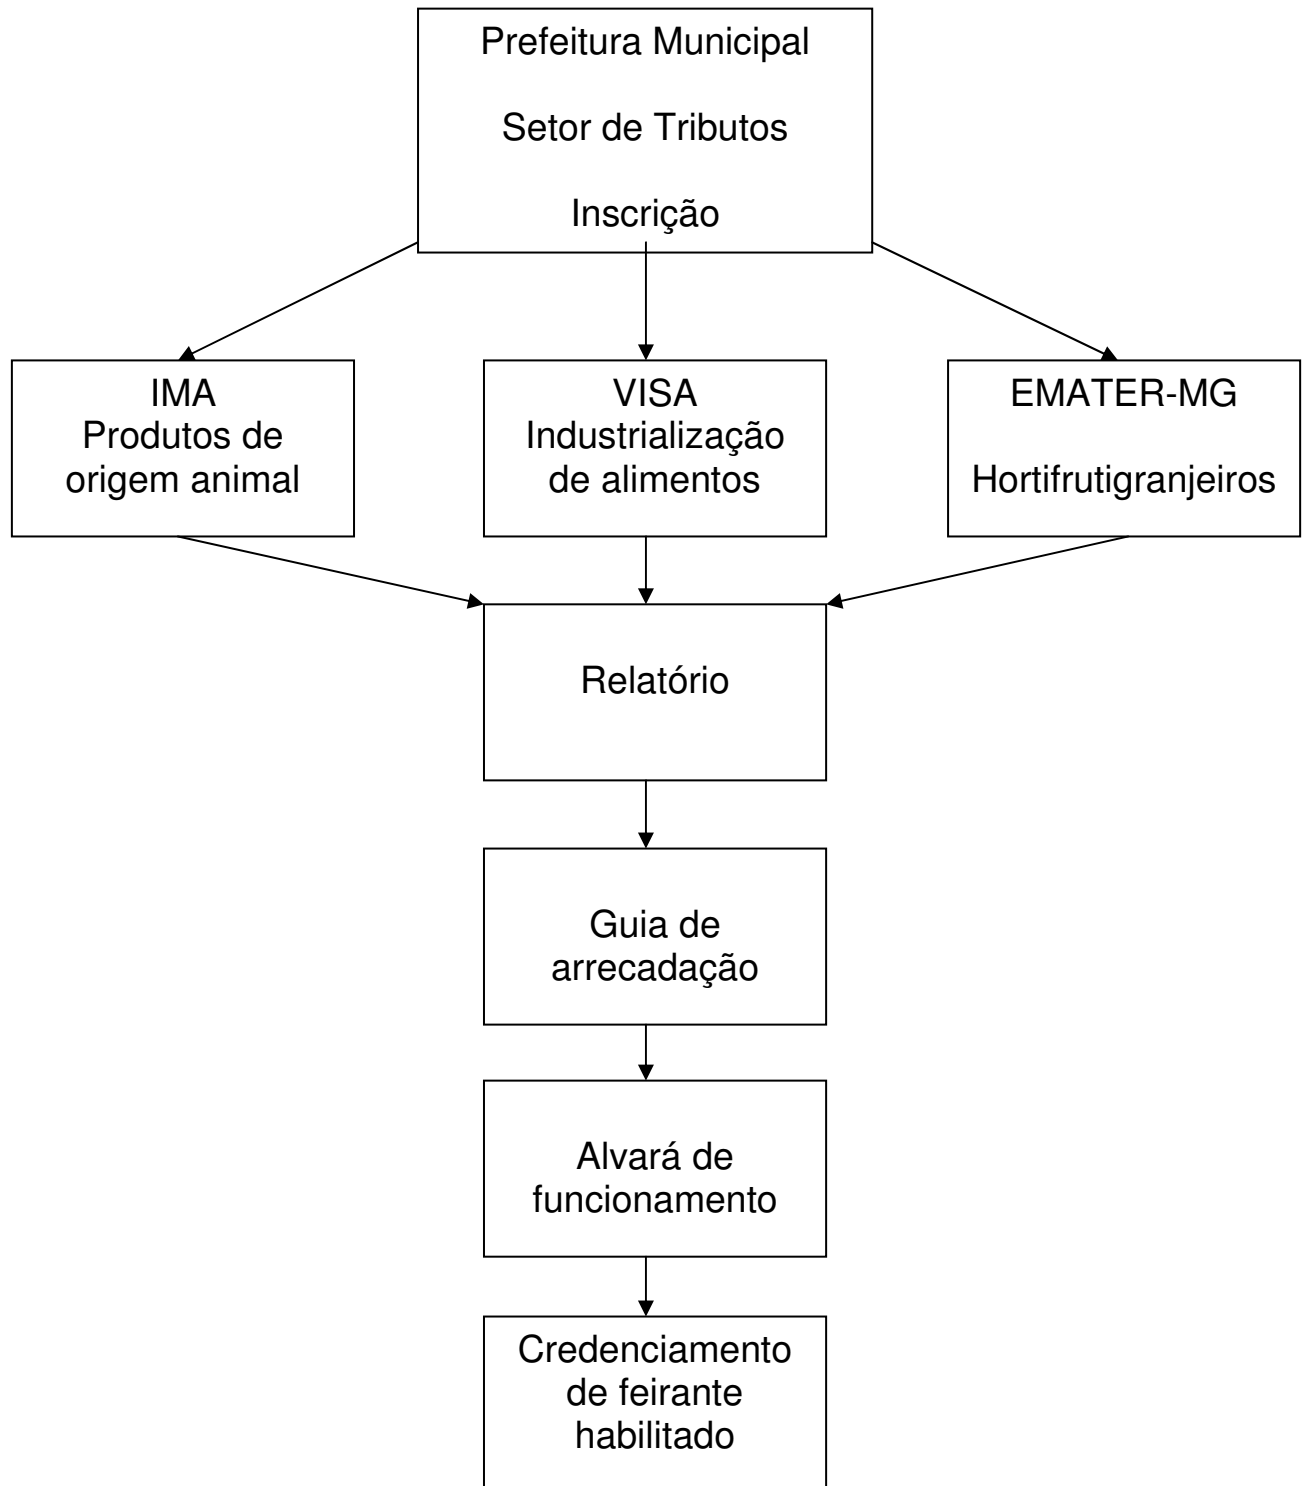 Prefeitura Municipal
Setor de Tributos
Inscrição
IMA
Produtos de
origem animal
VISA
Industrialização
de alimentos
EMATER-MG
Hortifrutigranjeiros
Relatório
Guia de
arrecadação
Alvará de
funcionamento
Credenciamento
de feirante
habilitado